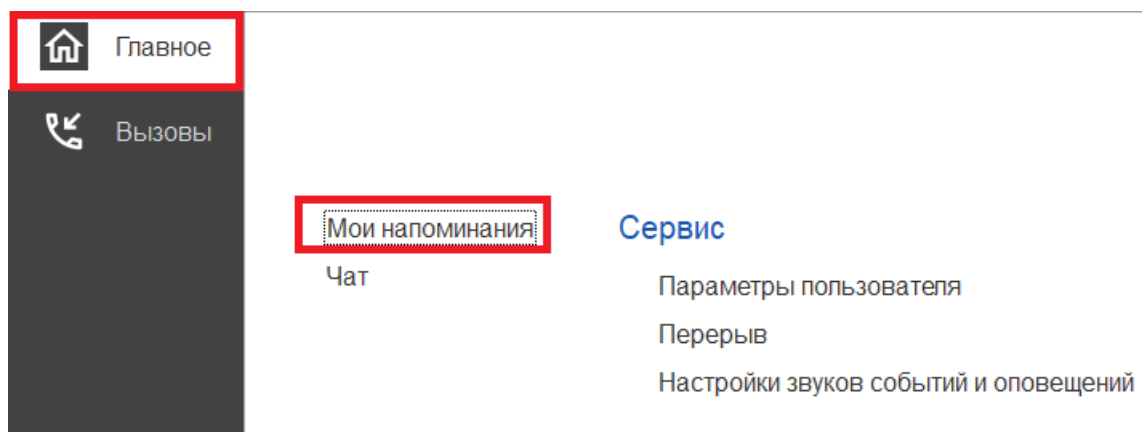 Главное
Вызовы
Мои напоминания
Чат
Сервис
Параметры пользователя
Перерыв
Настройки звуков событий и оповещений